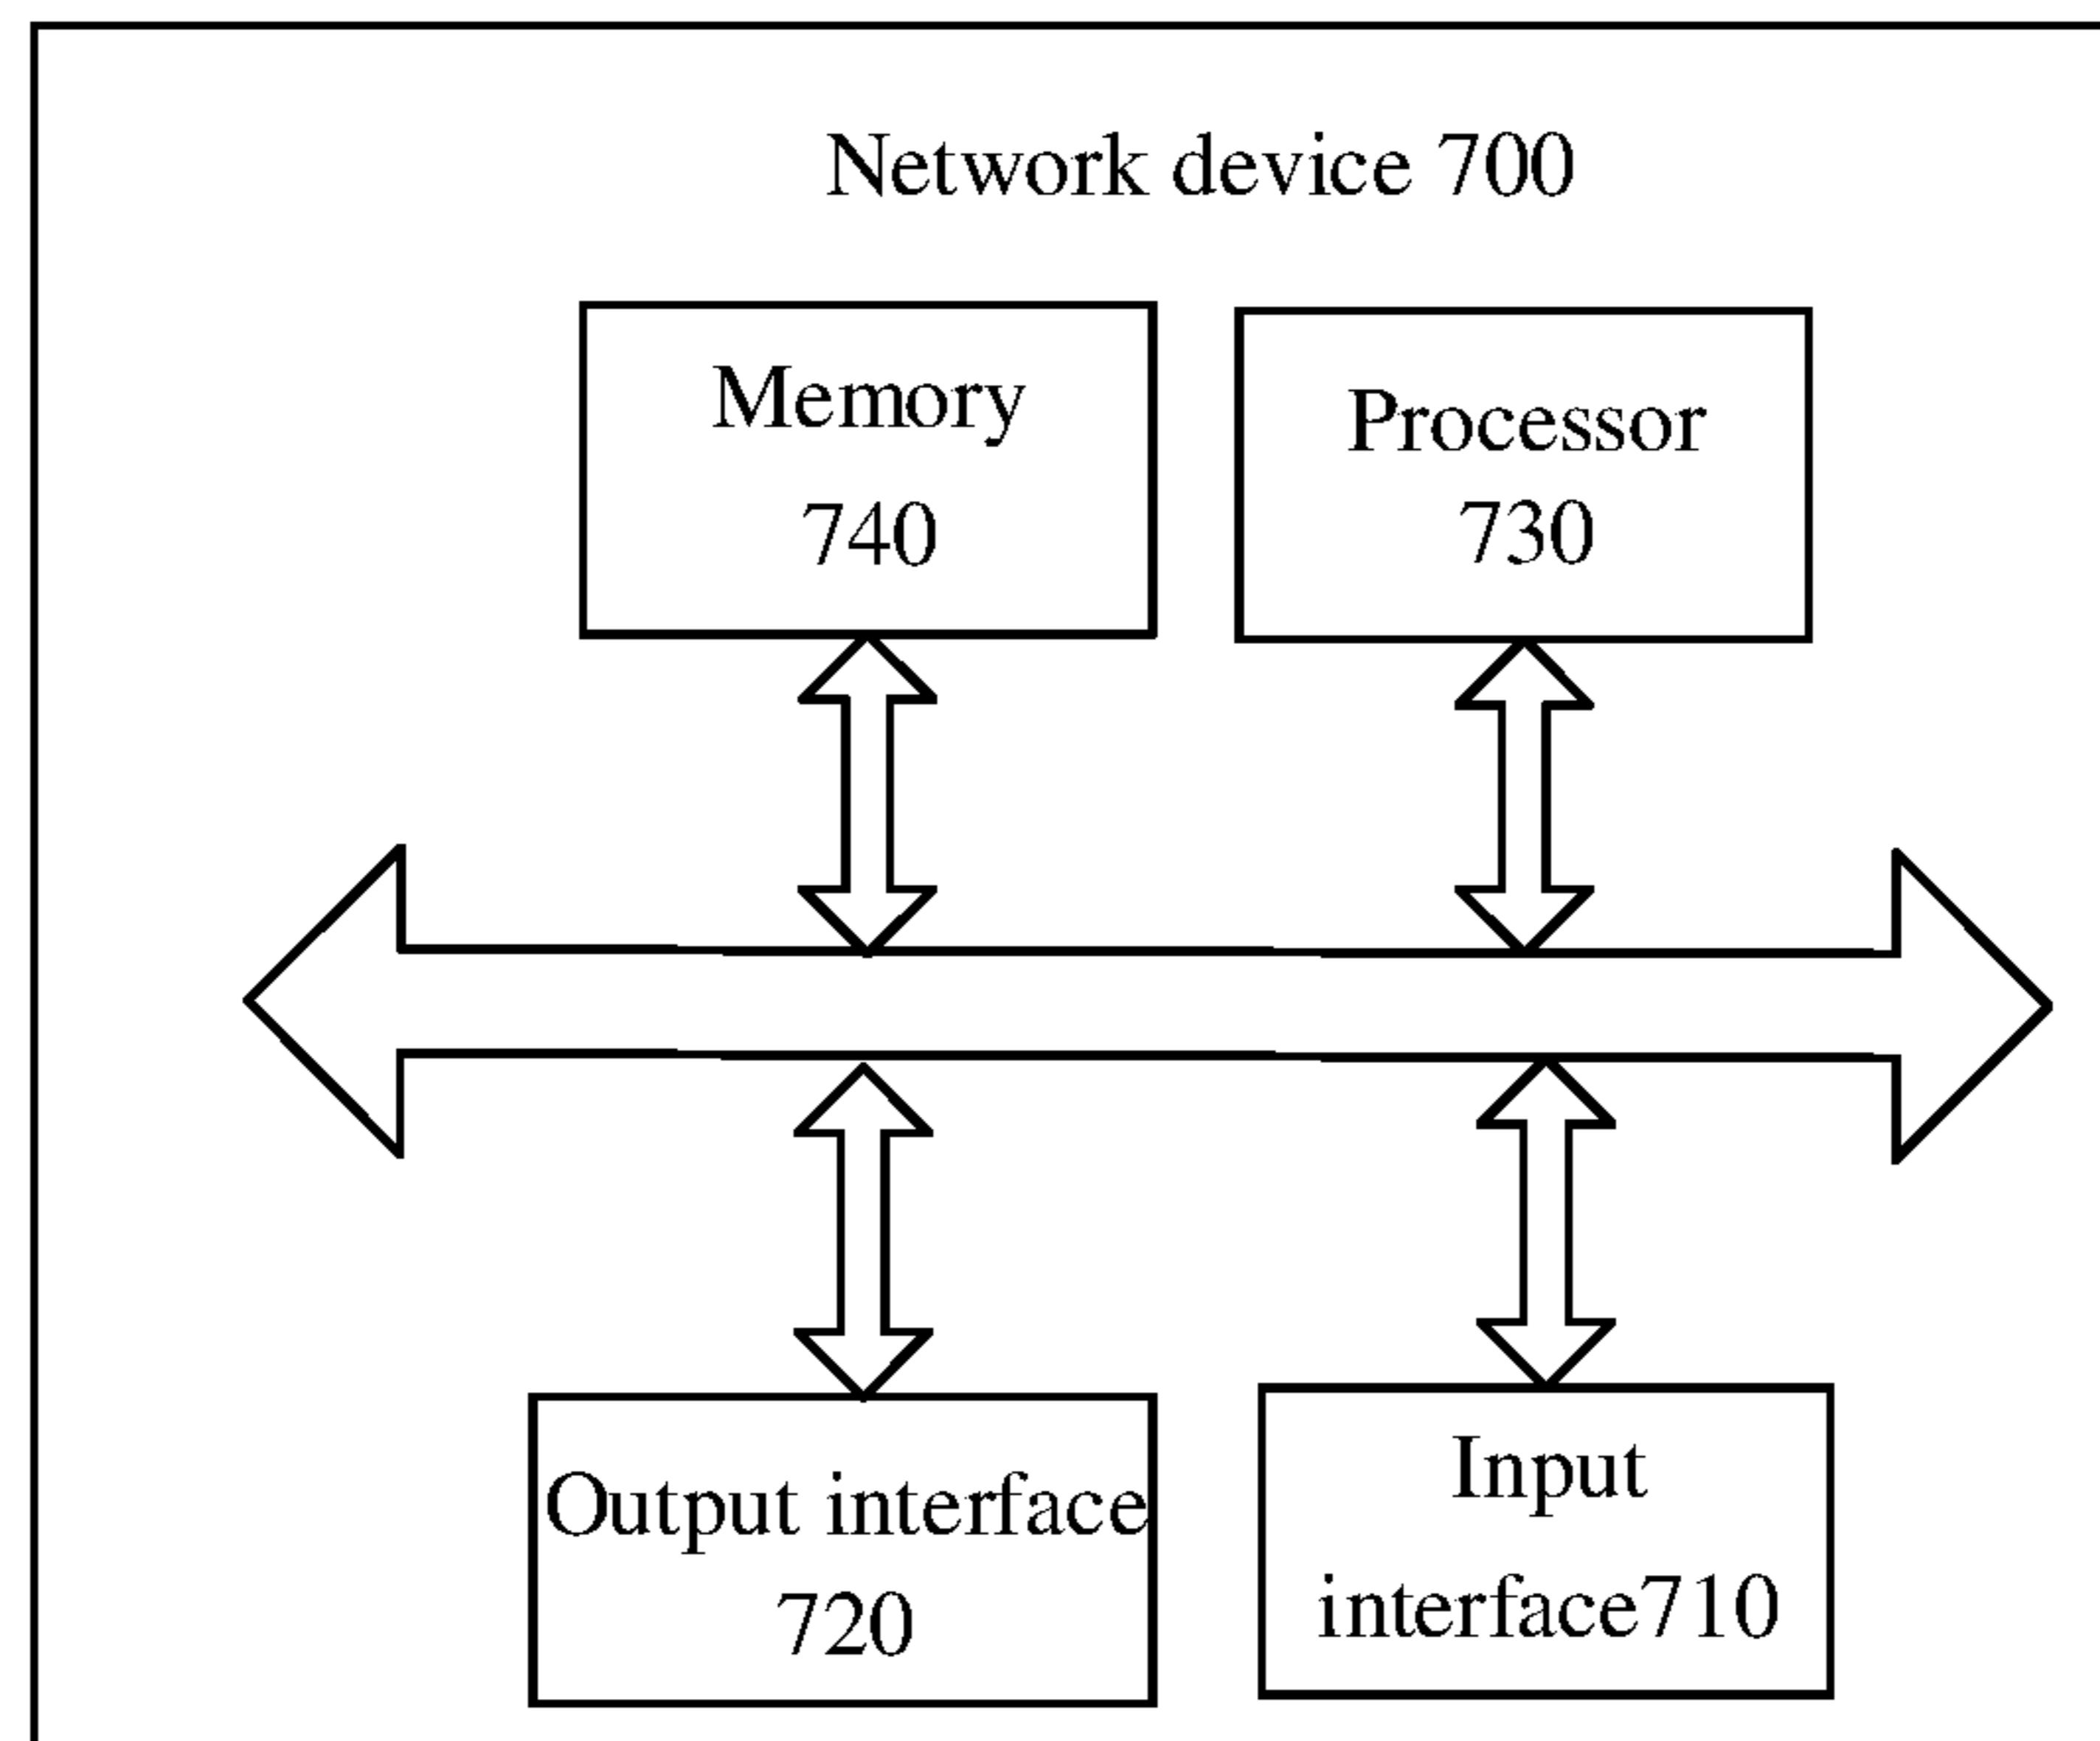 Network device 700
Memory
740
Processor
730
Output interface
720
Input
interface710